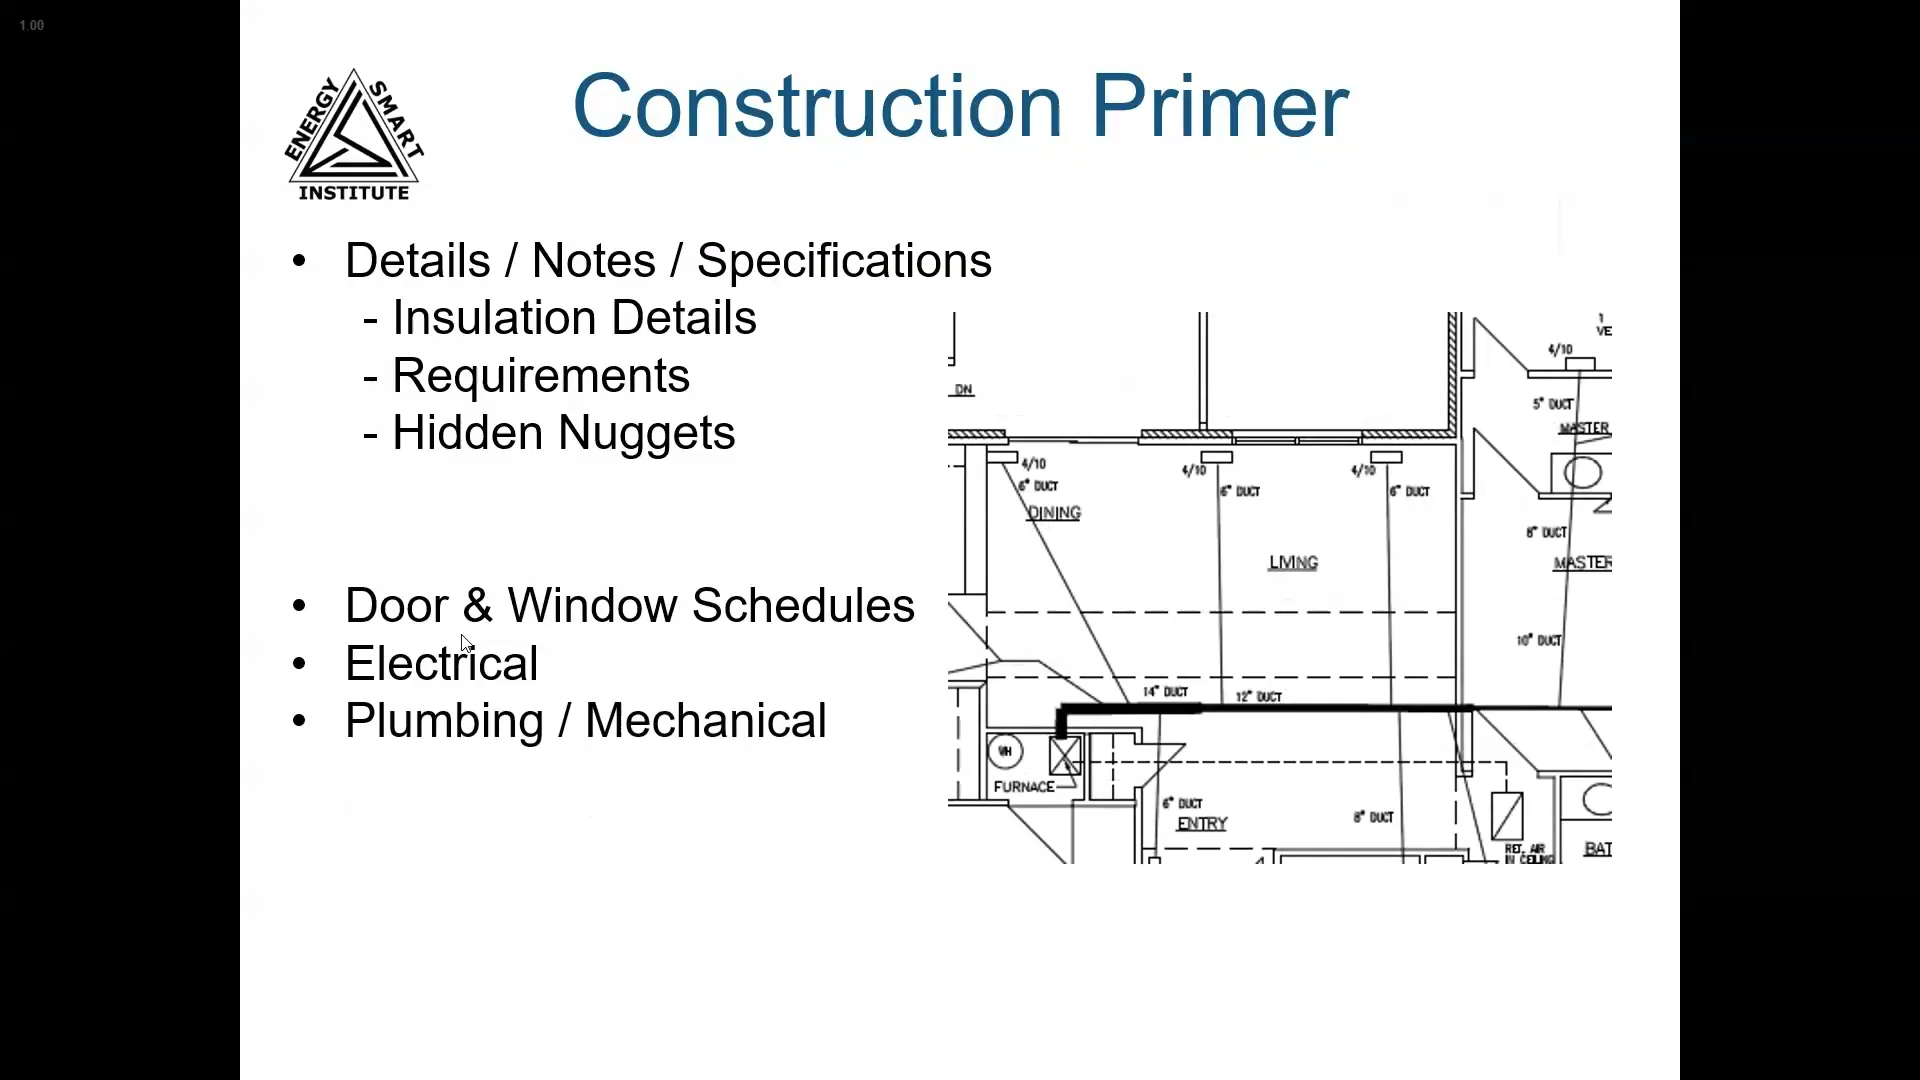 1.00
ENERGY SMART
INSTITUTE
Construction Primer
• Details / Notes / Specifications
- Insulation Details
- Requirements
- Hidden Nuggets
• Door & Window Schedules
• Electrical
• Plumbing / Mechanical
1
VE
4/10
DN
5" DUCT
MASTER
4/10
4/10
4/10
6" DUCT
6" DUCT
6" DUCT
DINING
8" DUCT
LIVING
MASTER
10" DUCT
14" DUCT
12" DUCT
WH
FURNACE
6" DUCT
ENTRY
8" DUCT
RET. AIR
IN CEILING
BAT